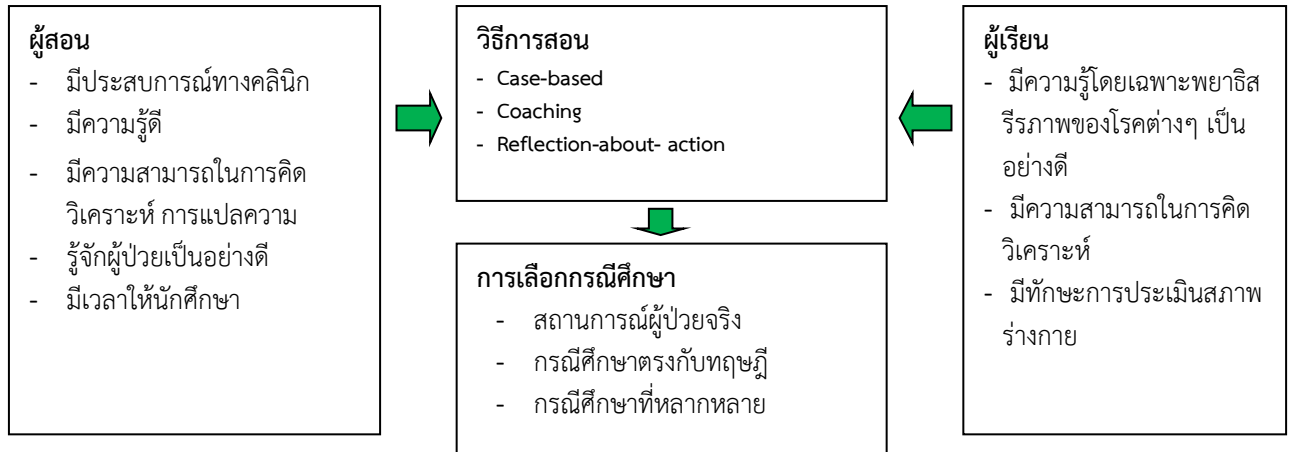 ผู้สอน
- มีประสบการณ์ทางคลินิก
- มีความรู้ดี
- มีความสามารถในการคิด
วิเคราะห์ การแปลความ
- รู้จักผู้ป่วยเป็นอย่างดี
- มีเวลาให้นักศึกษา
วิธีการสอน
- Case-based
- Coaching
- Reflection-about- action
การเลือกกรณีศึกษา
- สถานการณ์ผู้ป่วยจริง
- กรณีศึกษาตรงกับทฤษฎี
- กรณีศึกษาที่หลากหลาย
ผู้เรียน
- มีความรู้โดยเฉพาะพยาธิส
รีรภาพของโรคต่างๆ เป็น
อย่างดี
- มีความสามารถในการคิด
วิเคราะห์
- มีทักษะการประเมินสภาพ
ร่างกาย